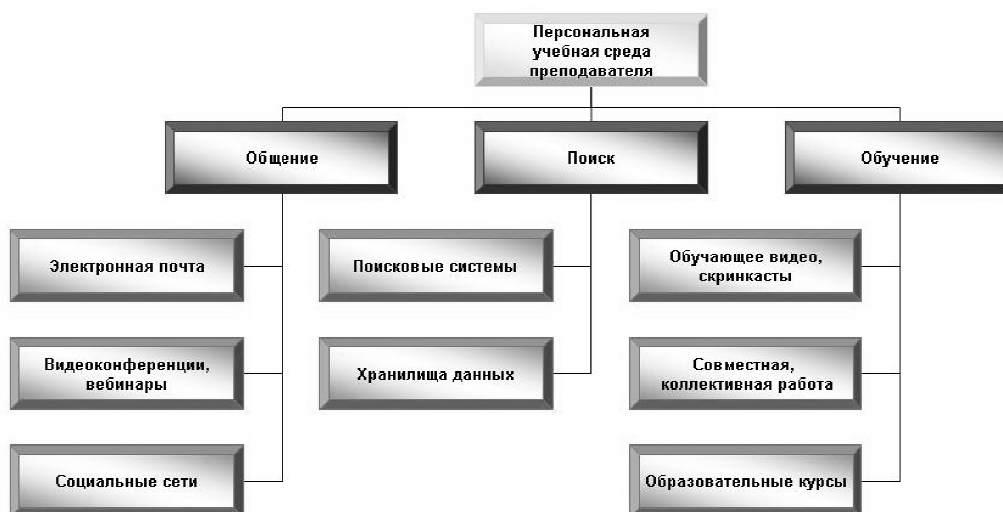 Персональная
учебная среда
преподавателя
Общение
Поиск
Обучение
Электронная почта
Поисковые системы
Обучающее видео,
скринкасты
Видеоконференции,
вебинары
Хранилища данных
Совместная,
коллективная работа
Социальные сети
Образовательные курсы